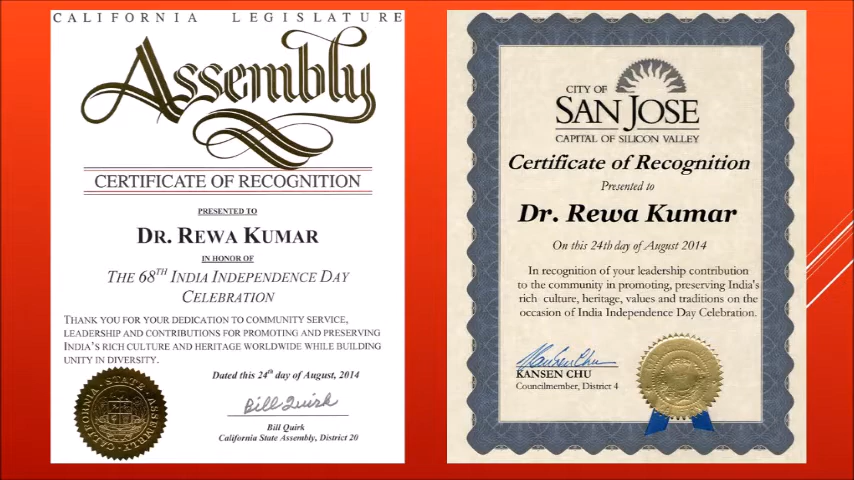 CALIFORNIA LEGISLATURE
Assembly
CERTIFICATE OF RECOGNITION
PRESENTED TO
DR. REWA KUMAR
IN HONOR OF
THE 68TH INDIA INDEPENDENCE DAY
CELEBRATION
THANK YOU FOR YOUR DEDICATION TO COMMUNITY SERVICE,
LEADERSHIP AND CONTRIBUTIONS FOR PROMOTING AND PRESERVING
INDIA'S RICH CULTURE AND HERITAGE WORLDWIDE WHILE BUILDING
UNITY IN DIVERSITY.
Dated this 24th day of August, 2014
Bill Quirk
Bill Quirk
California State Assembly, District 20
CALIFORNIA STATE ASSEMBLY
CITY OF
SAN JOSE
CAPITAL OF SILICON VALLEY
Certificate of Recognition
Presented to
Dr. Rewa Kumar
On this 24th day of August 2014
In recognition of your leadership contribution
to the community in promoting, preserving India's
rich culture, heritage, values and traditions on the
occasion of India Independence Day Celebration.
Kansen Chu
KANSEN CHU
Councilmember, District 4